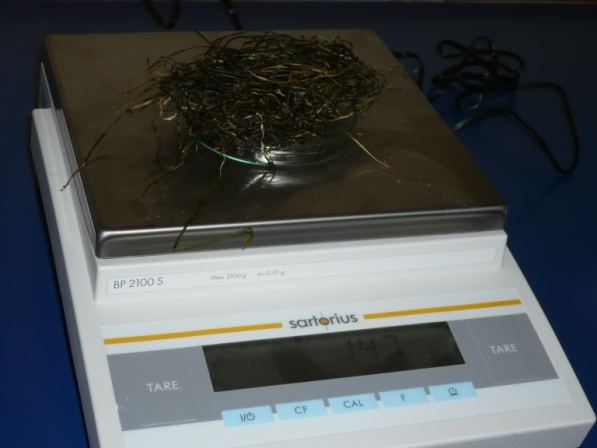 BP 2100 S Max 2100 g d=0.01 g
sartorius
TARE
TARE
I/⏻ CF CAL F